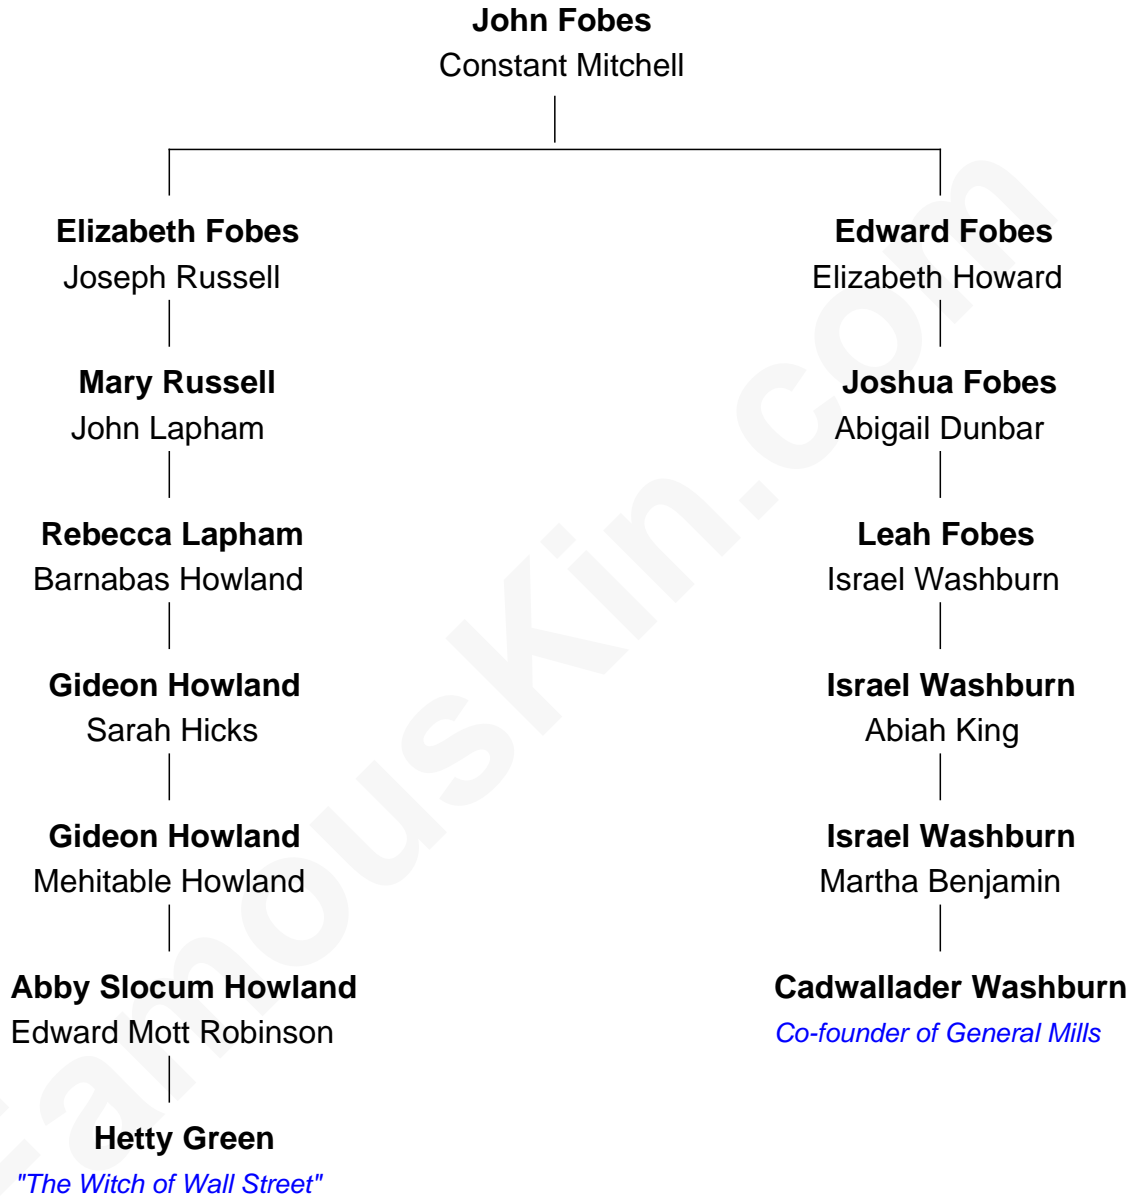 John Fobes
Constant Mitchell
Elizabeth Fobes
Joseph Russell
Edward Fobes
Elizabeth Howard
Mary Russell
John Lapham
Joshua Fobes
Abigail Dunbar
Rebecca Lapham
Barnabas Howland
Leah Fobes
Israel Washburn
Gideon Howland
Sarah Hicks
Israel Washburn
Abiah King
Gideon Howland
Mehitable Howland
Israel Washburn
Martha Benjamin
Abby Slocum Howland
Edward Mott Robinson
Cadwallader Washburn
Co-founder of General Mills
Hetty Green
"The Witch of Wall Street"
FamousKin.com